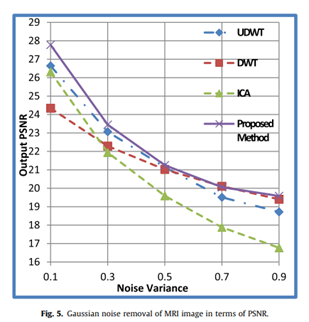 29
28
27
26
25
24
23
22
21
20
19
18
17
16
Output PSNR
UDWT
DWT
ICA
Proposed
Method
0.1 0.3 0.5 0.7 0.9
Noise Variance
Fig. 5. Gaussian noise removal of MRI image in terms of PSNR.